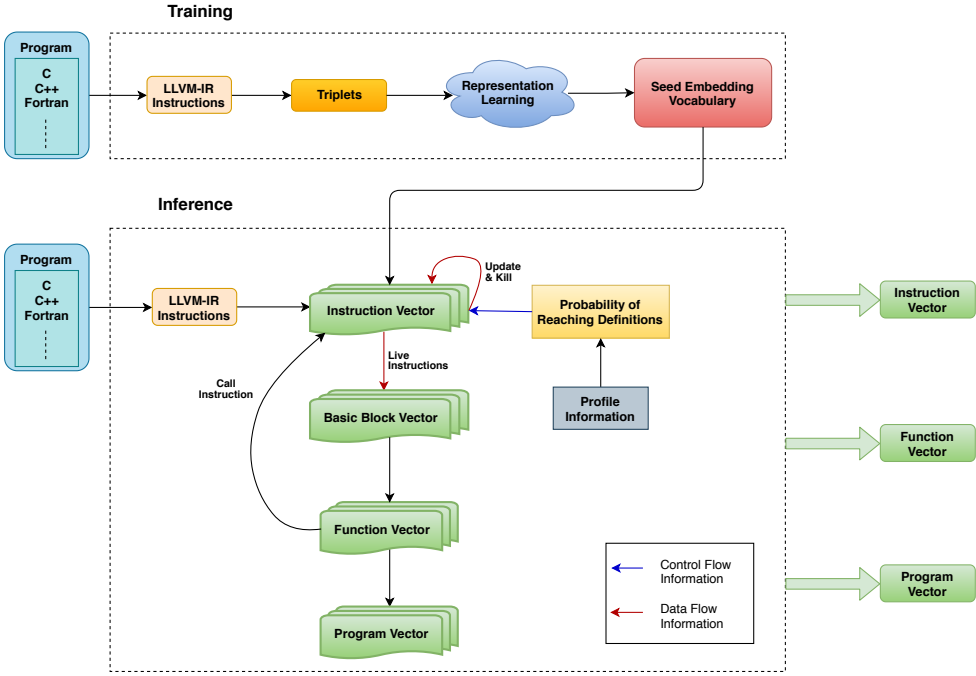 Training
Program
C
C++
Fortran
LLVM-IR
Instructions
Triplets
Representation
Learning
Seed Embedding
Vocabulary
Inference
Program
C
C++
Fortran
LLVM-IR
Instructions
Instruction Vector
Update
& Kill
Probability of
Reaching Definitions
Instruction
Vector
Live
Instructions
Call
Instruction
Profile
Information
Basic Block Vector
Function
Vector
Function Vector
Control Flow
Information
Data Flow
Information
Program
Vector
Program Vector